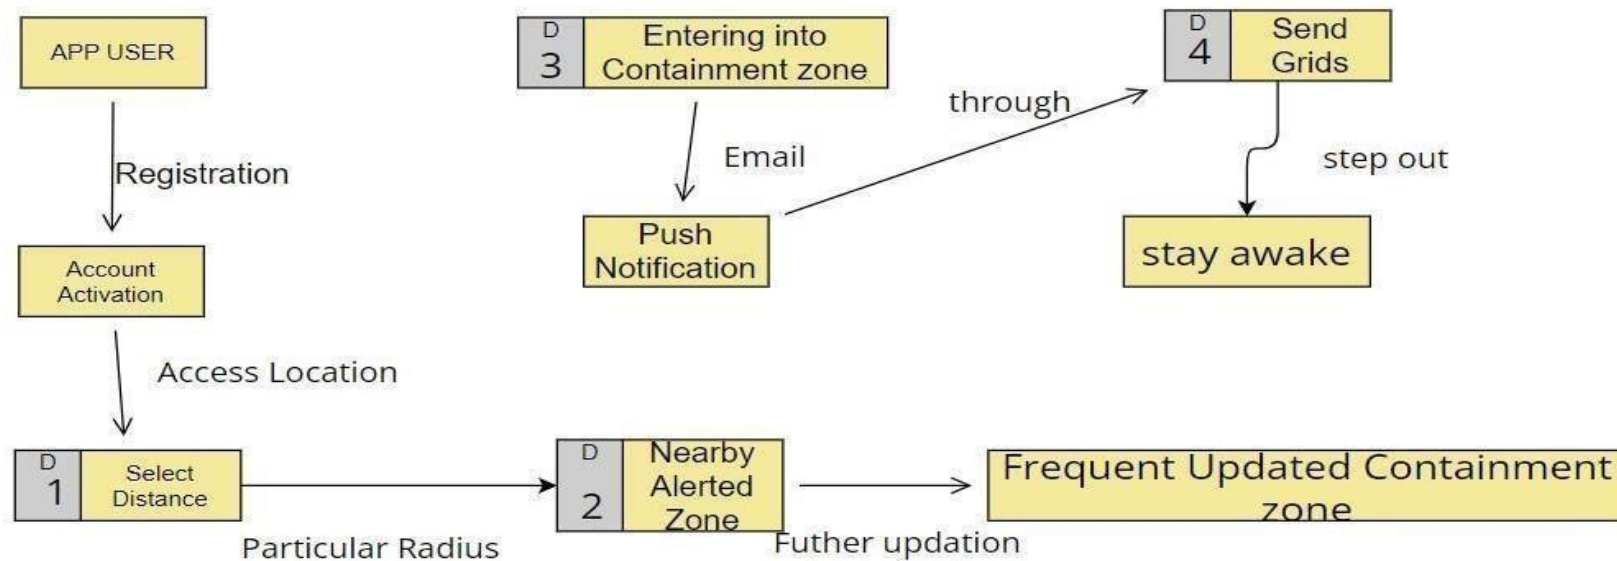 APP USER
Registration
Account
Activation
Access Location
D
1
Select
Distance
Particular Radius
D
2
Nearby
Alerted
Zone
Futher updation
Frequent Updated Containment
zone
D
3
Entering into
Containment zone
Email
Push
Notification
through
D
4
Send
Grids
step out
stay awake